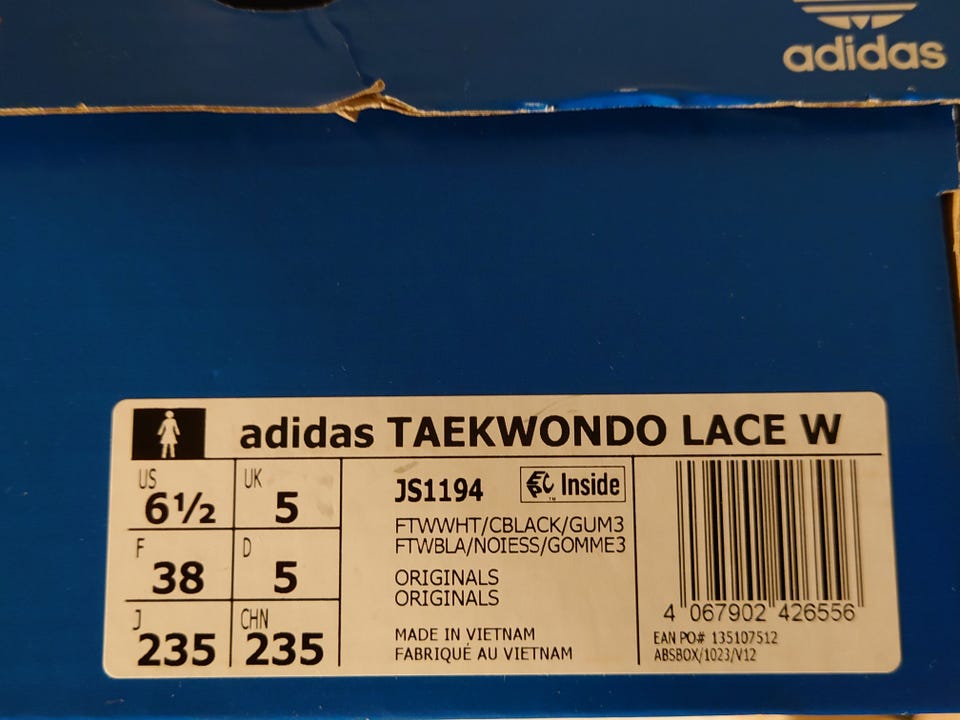 adidas
adidas TAEKWONDO LACE W
US 6½ UK 5
F 38 D 5
J 235 CHN 235
JS1194 Inside
FTWWHT/CBLACK/GUM3
FTWBLA/NOIESS/GOMME3
ORIGINALS
ORIGINALS
MADE IN VIETNAM
FABRIQUÉ AU VIETNAM
4 067902 426556
EAN PO# 135107512
ABSBOX/1023/V12